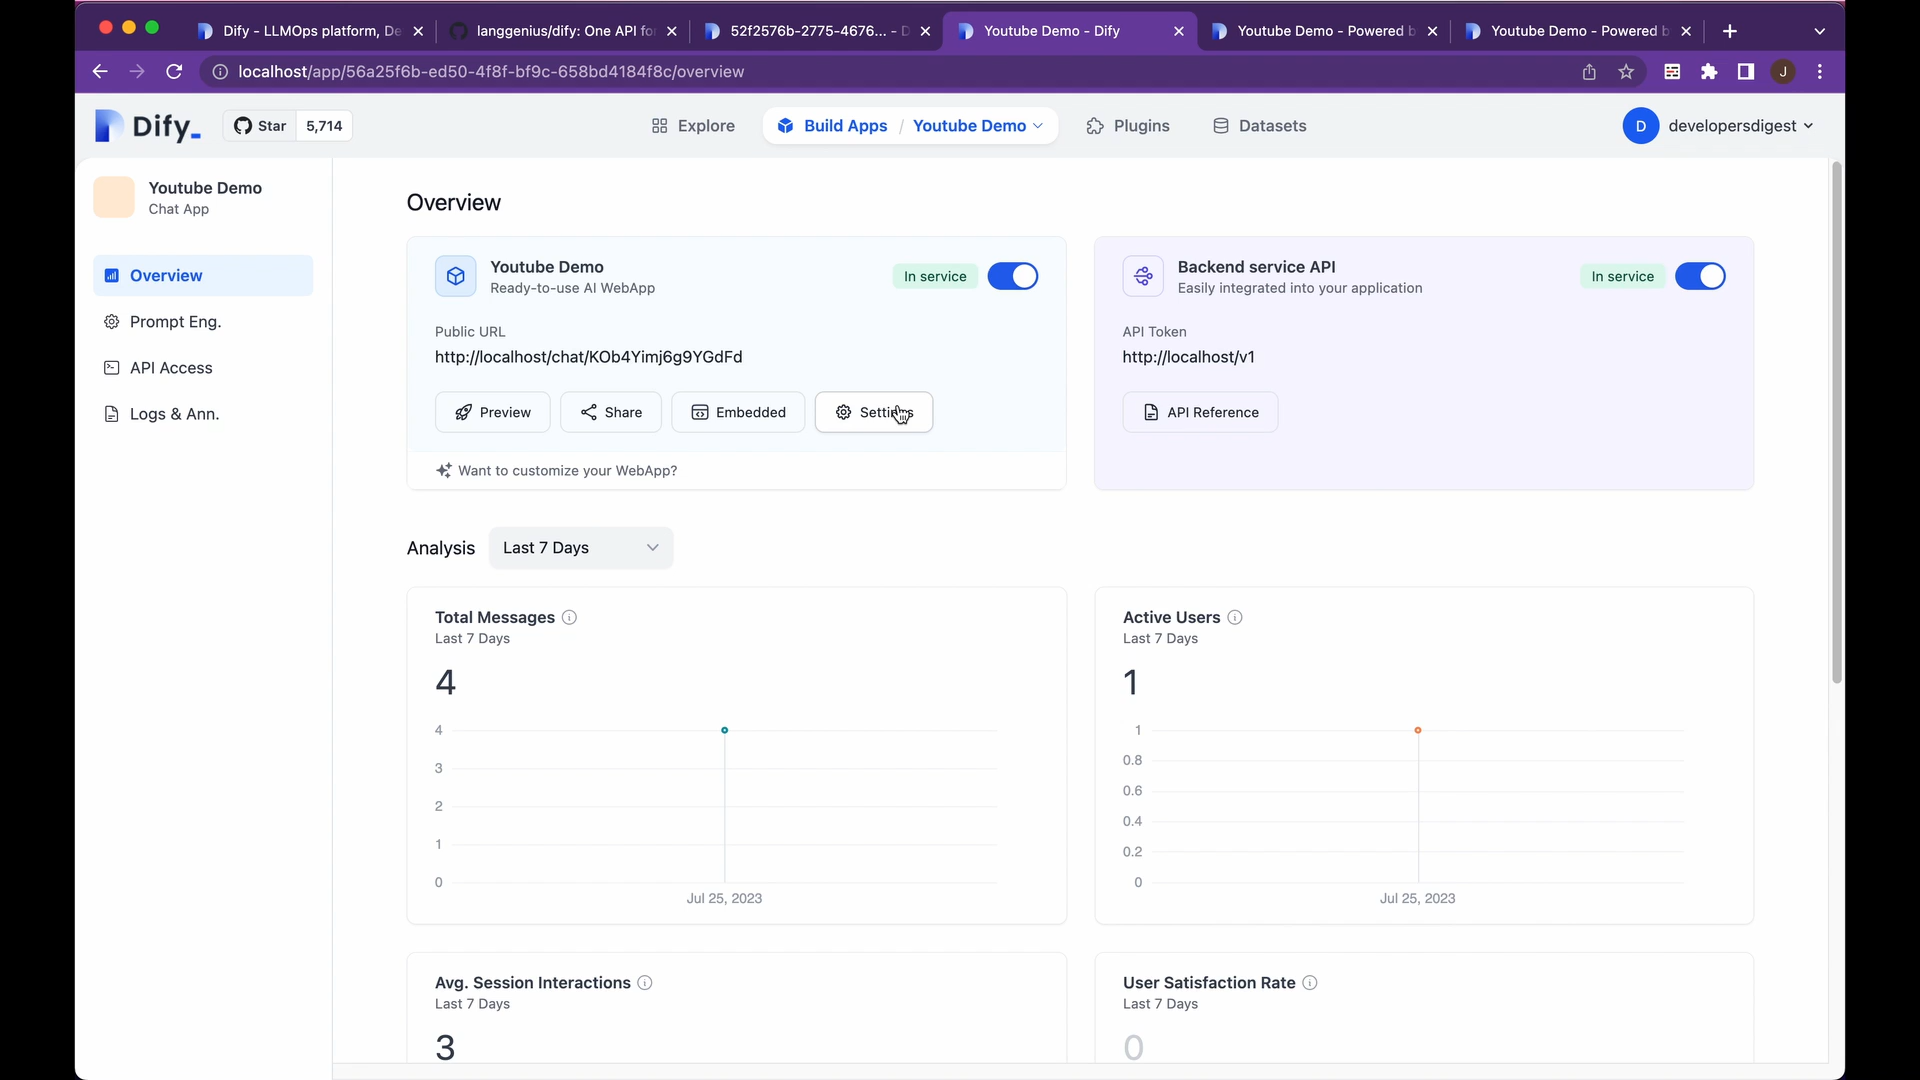 Dify - LLMOps platform, De
langgenius/dify: One API fo
52f2576b-2775-4676... - D
Youtube Demo - Dify
Youtube Demo - Powered b
Youtube Demo - Powered b
localhost/app/56a25f6b-ed50-4f8f-bf9c-658bd4184f8c/overview
J
Dify_
Star 5,714
Explore
Build Apps / Youtube Demo
Plugins
Datasets
D developersdigest
Youtube Demo
Chat App
Overview
Prompt Eng.
API Access
Logs & Ann.
Overview
Youtube Demo
Ready-to-use AI WebApp
In service
Public URL
http://localhost/chat/KOb4Yimj6g9YGdFd
Preview
Share
Embedded
Settings
Want to customize your WebApp?
Backend service API
Easily integrated into your application
In service
API Token
http://localhost/v1
API Reference
Analysis
Last 7 Days
Total Messages
Last 7 Days
4
4
3
2
1
0
Jul 25, 2023
Active Users
Last 7 Days
1
1
0.8
0.6
0.4
0.2
0
Jul 25, 2023
Avg. Session Interactions
Last 7 Days
3
User Satisfaction Rate
Last 7 Days
0